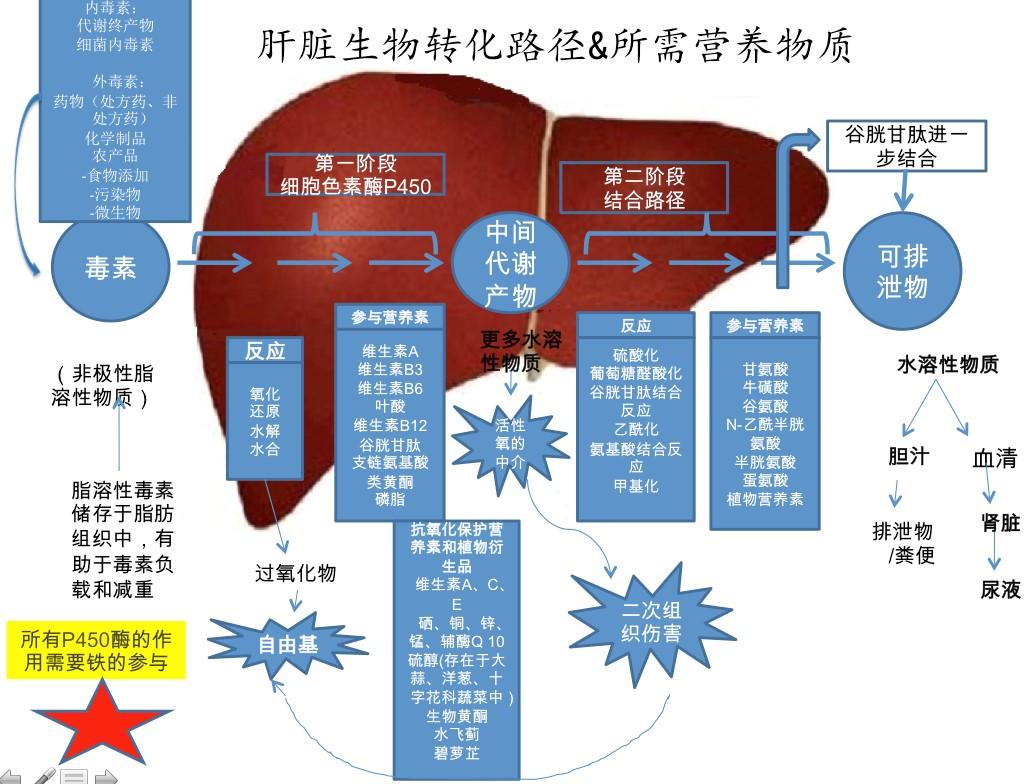 肝脏生物转化路径&所需营养物质
内毒素：
代谢终产物
细菌内毒素
外毒素：
药物（处方药、非
处方药）
化学制品
农产品
-食物添加
-污染物
-微生物
毒素
（非极性脂
溶性物质）
脂溶性毒素
储存于脂肪
组织中，有
助于毒素负
载和减重
所有P450酶的作
用需要铁的参与
第一阶段
细胞色素酶P450
反应
氧化
还原
水解
水合
过氧化物
自由基
参与营养素
维生素A
维生素B3
维生素B6
叶酸
维生素B12
谷胱甘肽
支链氨基酸
类黄酮
磷脂
抗氧化保护营
养素和植物衍
生品
维生素A、C、
E
硒、铜、锌、
锰、辅酶Q 10
硫醇(存在于大
蒜、洋葱、十
字花科蔬菜中）
生物黄酮
水飞蓟
碧萝芷
中间
代谢
产物
更多水溶
性物质
活性
氧的
中介
二次组
织伤害
第二阶段
结合路径
反应
硫酸化
葡萄糖醛酸化
谷胱甘肽结合
反应
乙酰化
氨基酸结合反
应
甲基化
参与营养素
甘氨酸
牛磺酸
谷氨酸
N-乙酰半胱
氨酸
半胱氨酸
蛋氨酸
植物营养素
谷胱甘肽进一
步结合
可排
泄物
水溶性物质
胆汁
排泄物
/粪便
血清
肾脏
尿液